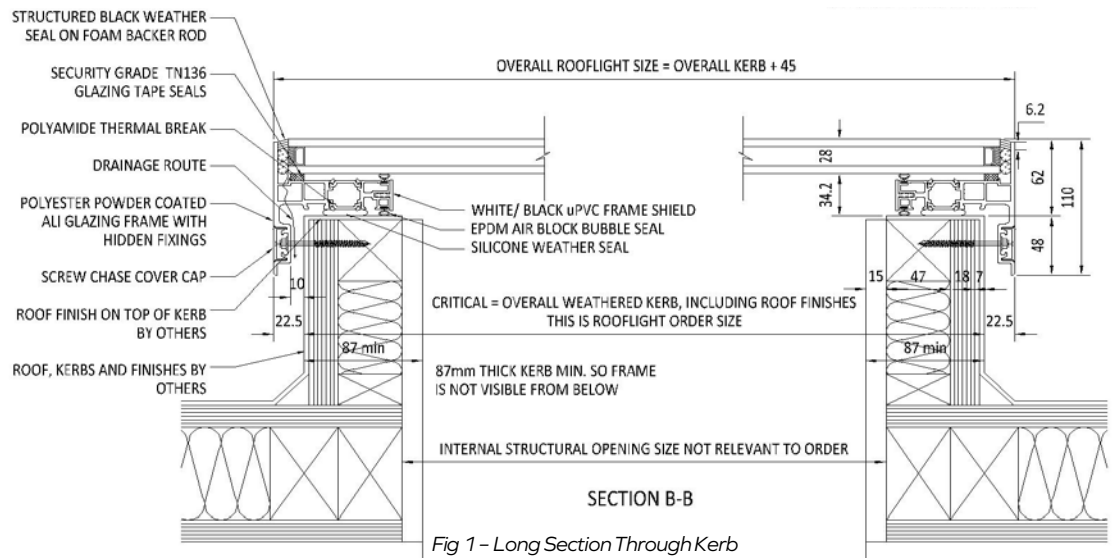 STRUCTURED BLACK WEATHER
SEAL ON FOAM BACKER ROD
SECURITY GRADE TN136
GLAZING TAPE SEALS
POLYAMIDE THERMAL BREAK
DRAINAGE ROUTE
POLYESTER POWDER COATED
ALI GLAZING FRAME WITH
HIDDEN FIXINGS
SCREW CHASE COVER CAP
ROOF FINISH ON TOP OF KERB
BY OTHERS
ROOF, KERBS AND FINISHES BY
OTHERS
OVERALL ROOFLIGHT SIZE = OVERALL KERB + 45
6.2
28
62
110
34.2
48
WHITE/ BLACK uPVC FRAME SHIELD
EPDM AIR BLOCK BUBBLE SEAL
SILICONE WEATHER SEAL
10
15
47
18
7
CRITICAL = OVERALL WEATHERED KERB, INCLUDING ROOF FINISHES
THIS IS ROOFLIGHT ORDER SIZE
22.5
22.5
87 min
87 min
87mm THICK KERB MIN. SO FRAME
IS NOT VISIBLE FROM BELOW
INTERNAL STRUCTURAL OPENING SIZE NOT RELEVANT TO ORDER
SECTION B-B
Fig 1 – Long Section Through Kerb